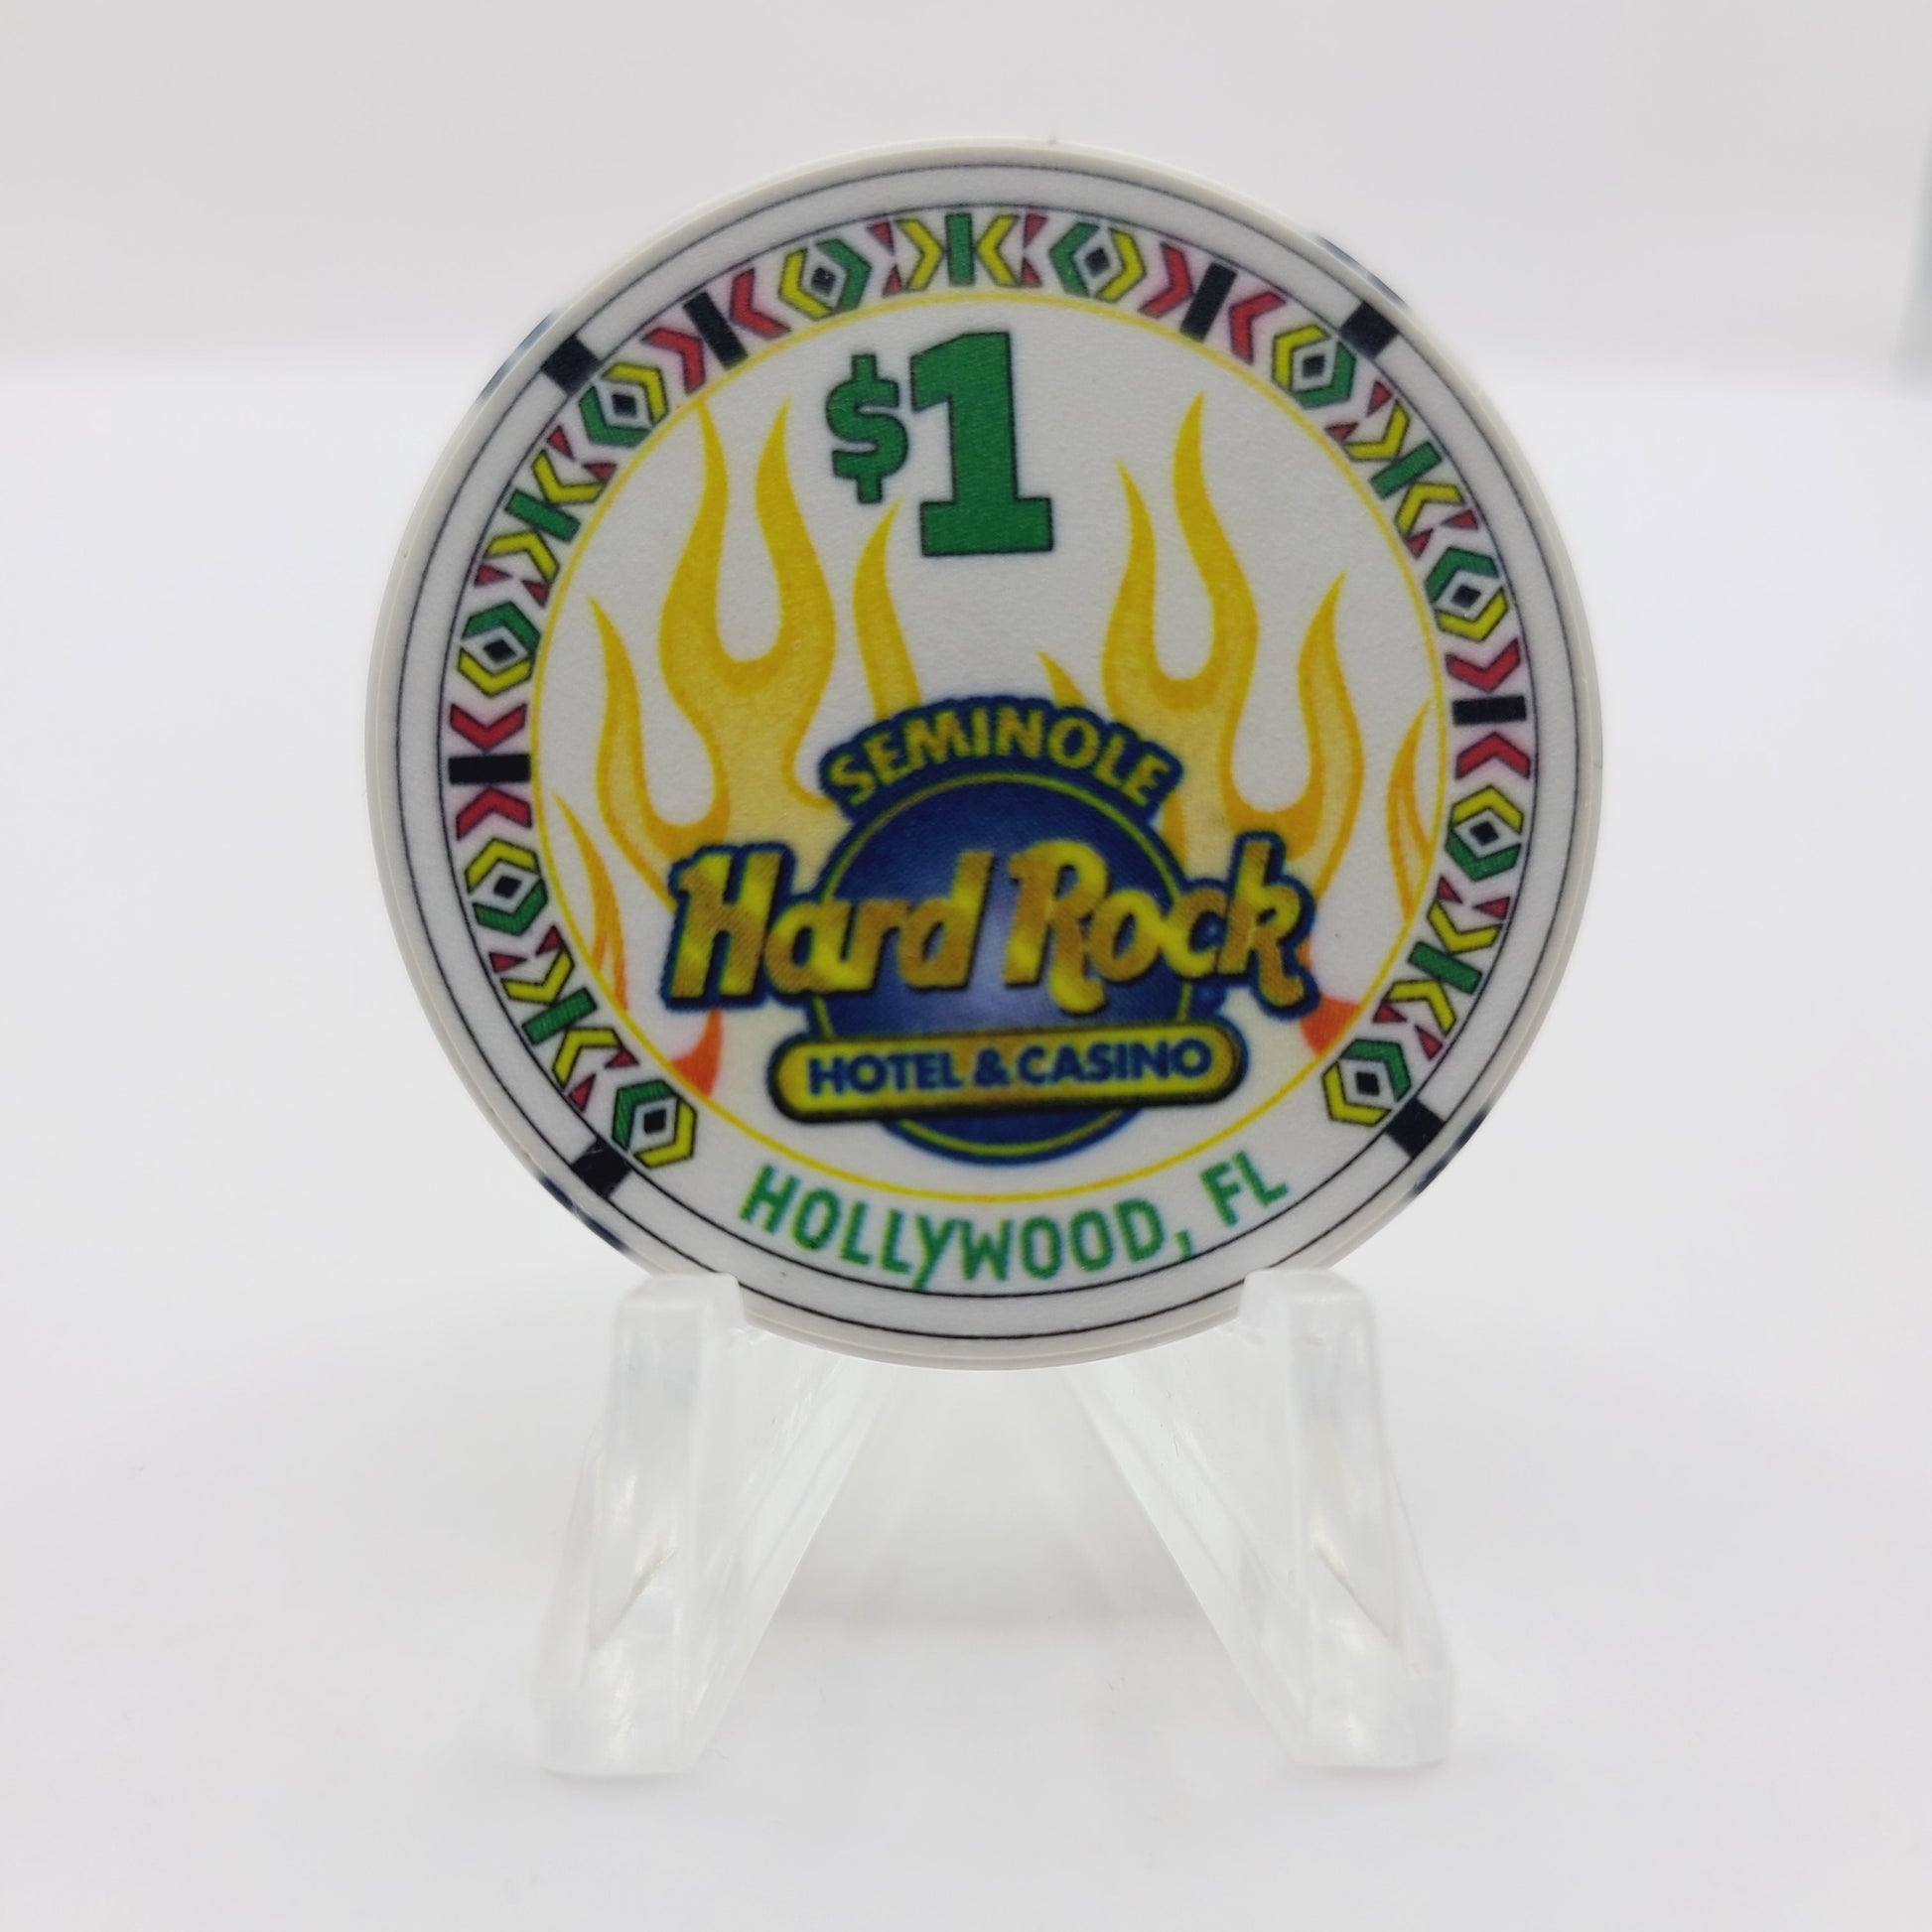 $1
SEMINOLE
Hard Rock
HOTEL & CASINO
HOLLYWOOD, FL